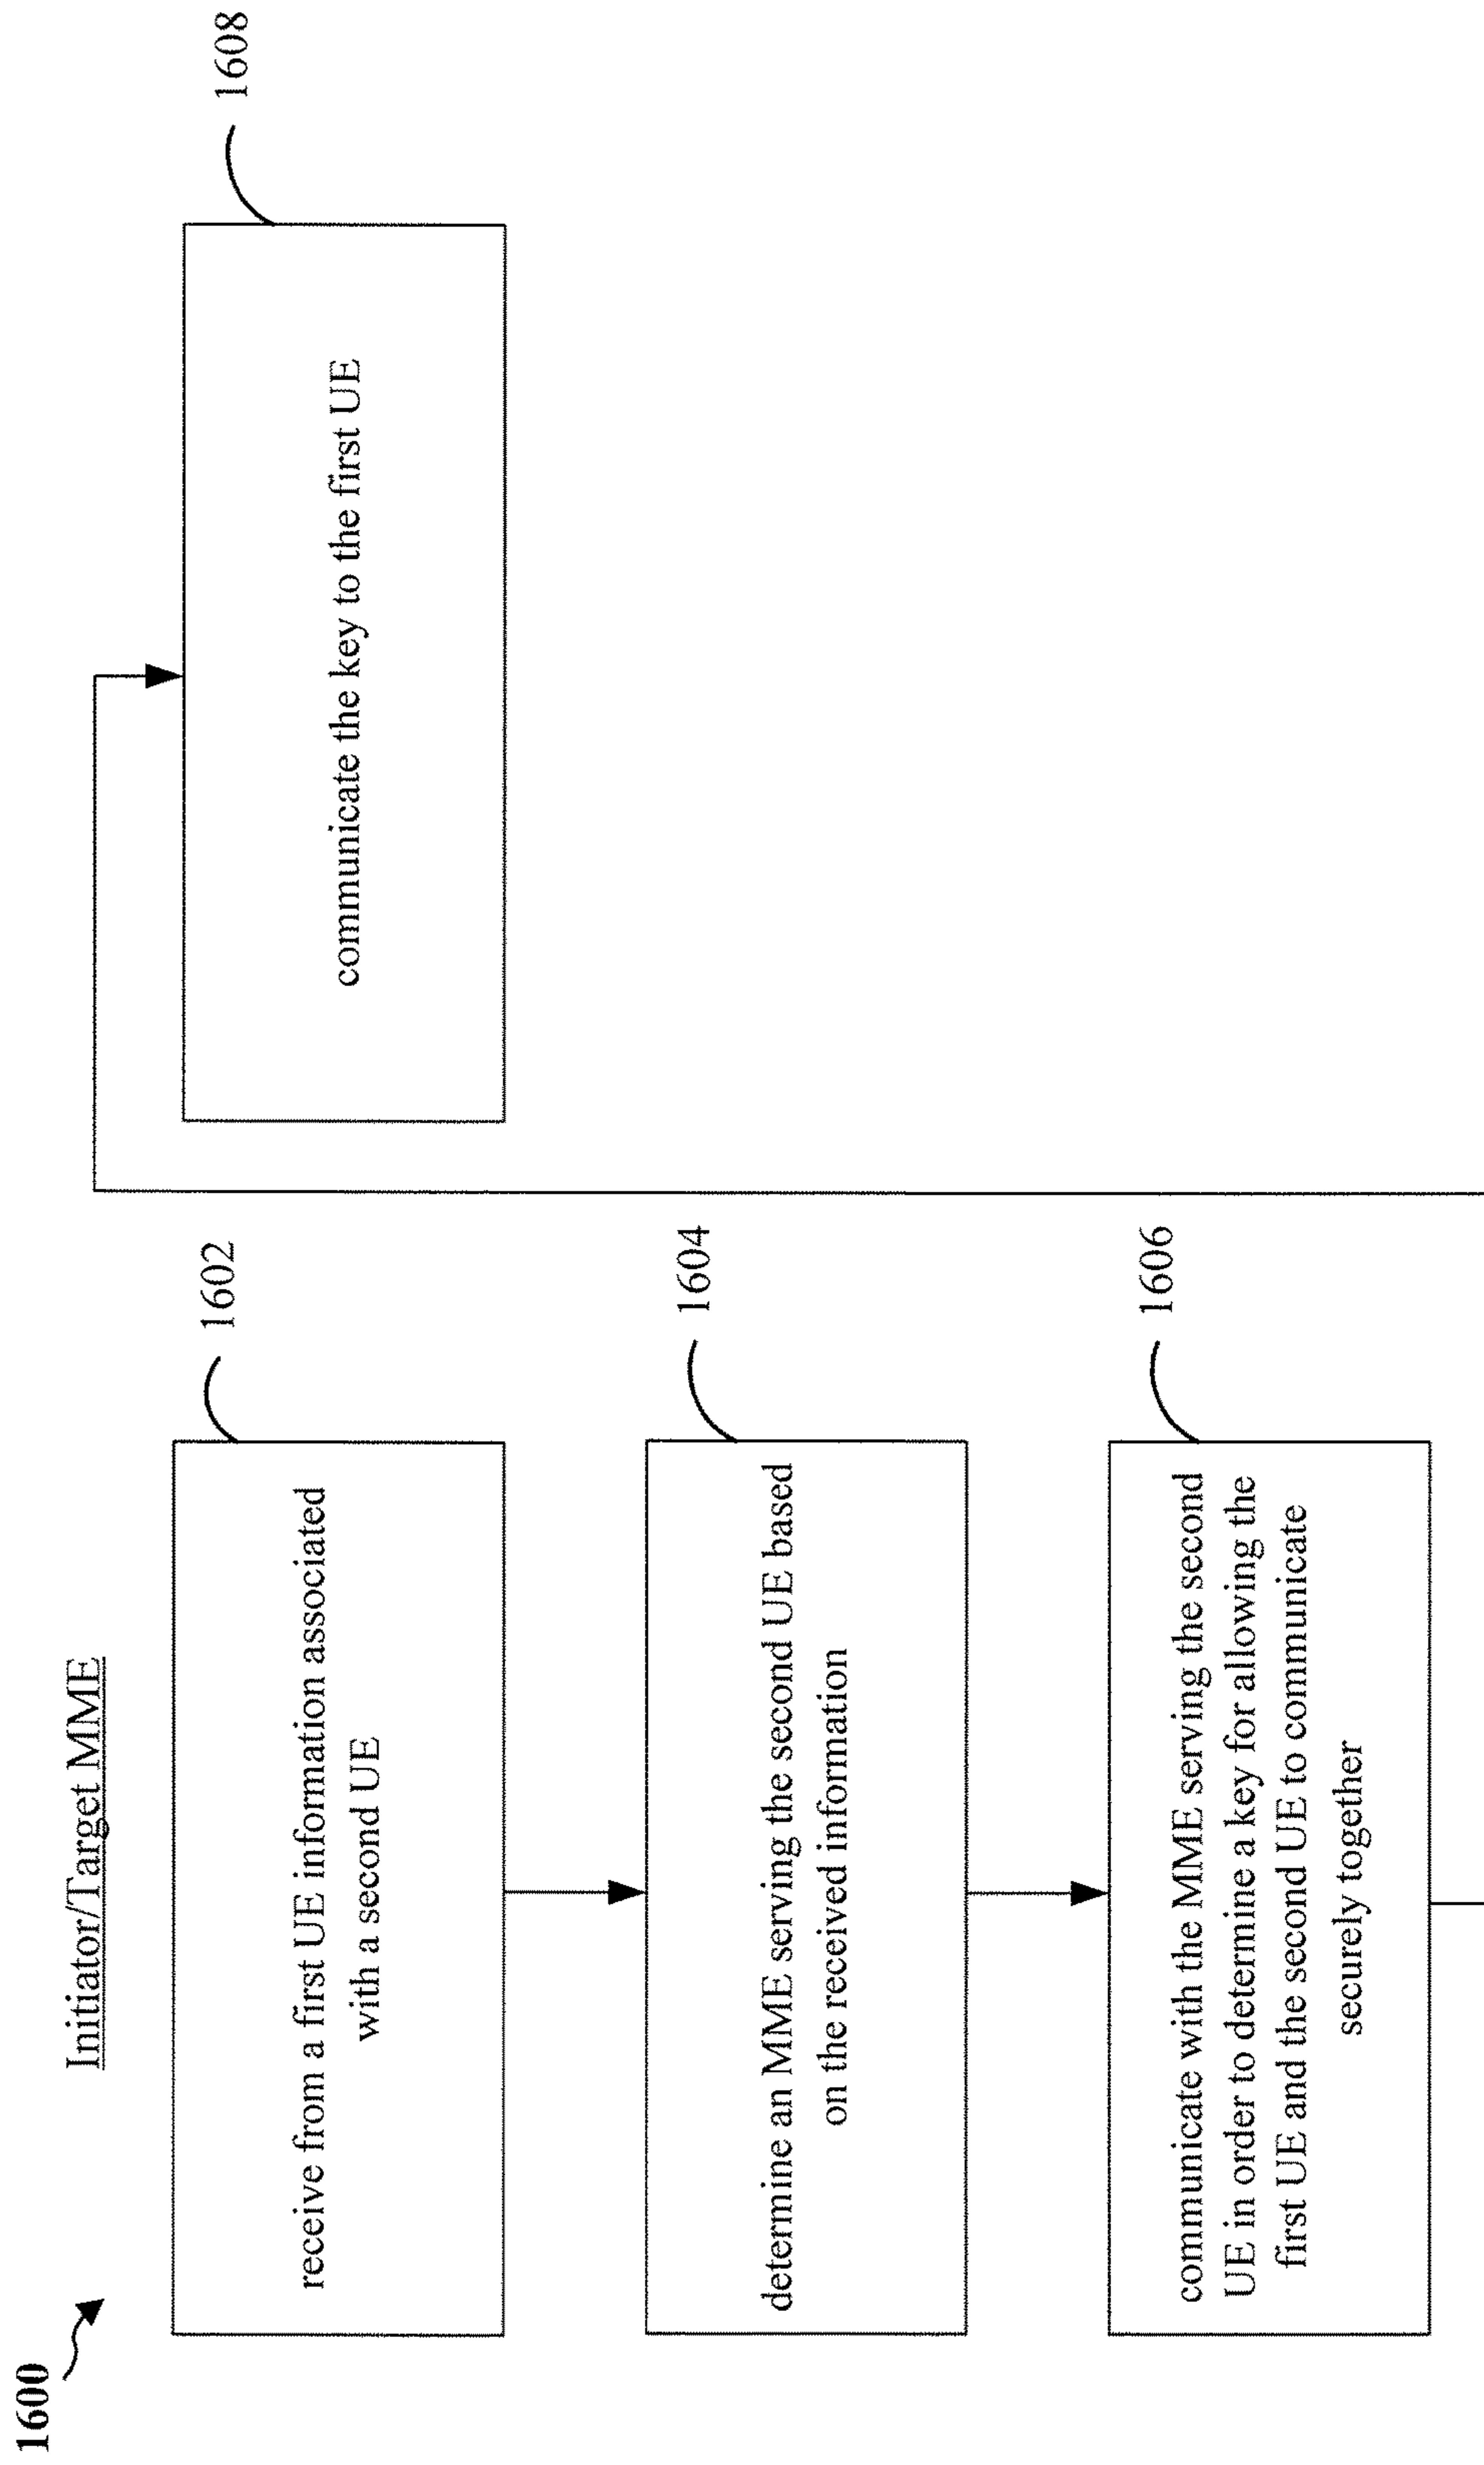 1600
Initiator/Target MME
1602
receive from a first UE information associated
with a second UE
1604
determine an MME serving the second UE based
on the received information
1606
communicate with the MME serving the second
UE in order to determine a key for allowing the
first UE and the second UE to communicate
securely together
1608
communicate the key to the first UE